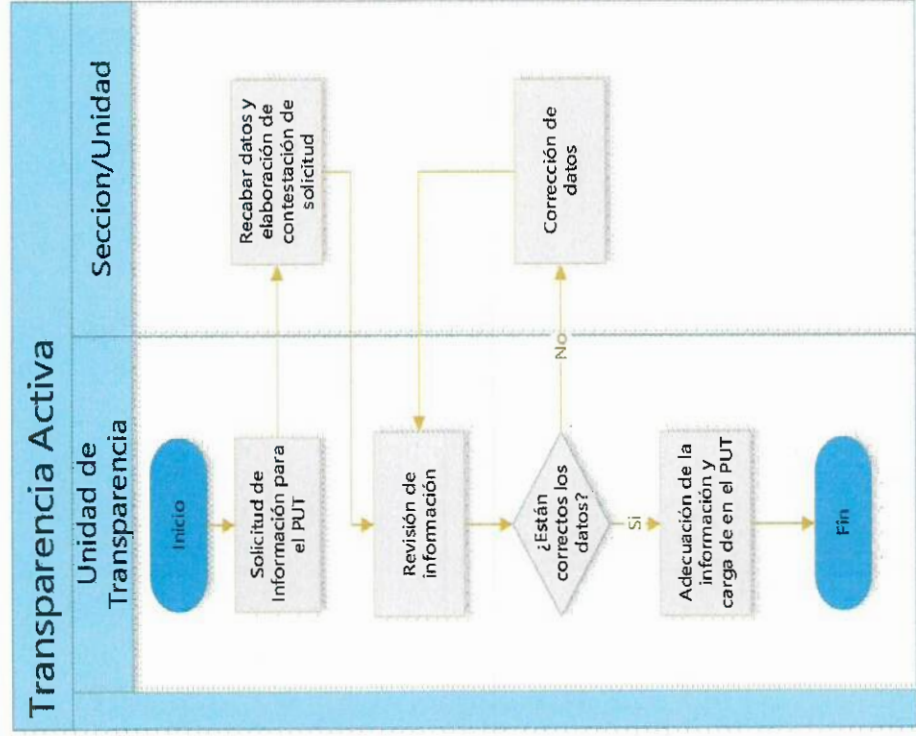 Transparencia Activa
Unidad de
Transparencia
Seccion/Unidad
Inicio
Solicitud de
Información para
el PUT
Recabar datos y
elaboración de
contestación de
solicitud
Revisión de
información
¿Están
correctos los
datos?
No
Corrección de
datos
Si
Adecuación de la
información y
carga de en el PUT
Fin